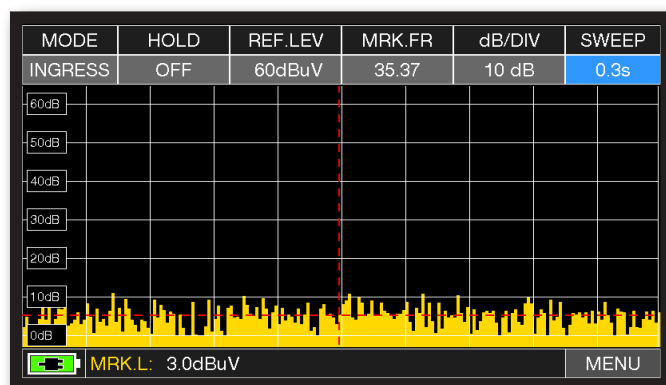 MODE HOLD REF.LEV MRK.FR dB/DIV SWEEP
INGRESS OFF 60dBuV 35.37 10 dB 0.3s
60dB
50dB
40dB
30dB
20dB
10dB
0dB
MRK.L: 3.0dBuV MENU